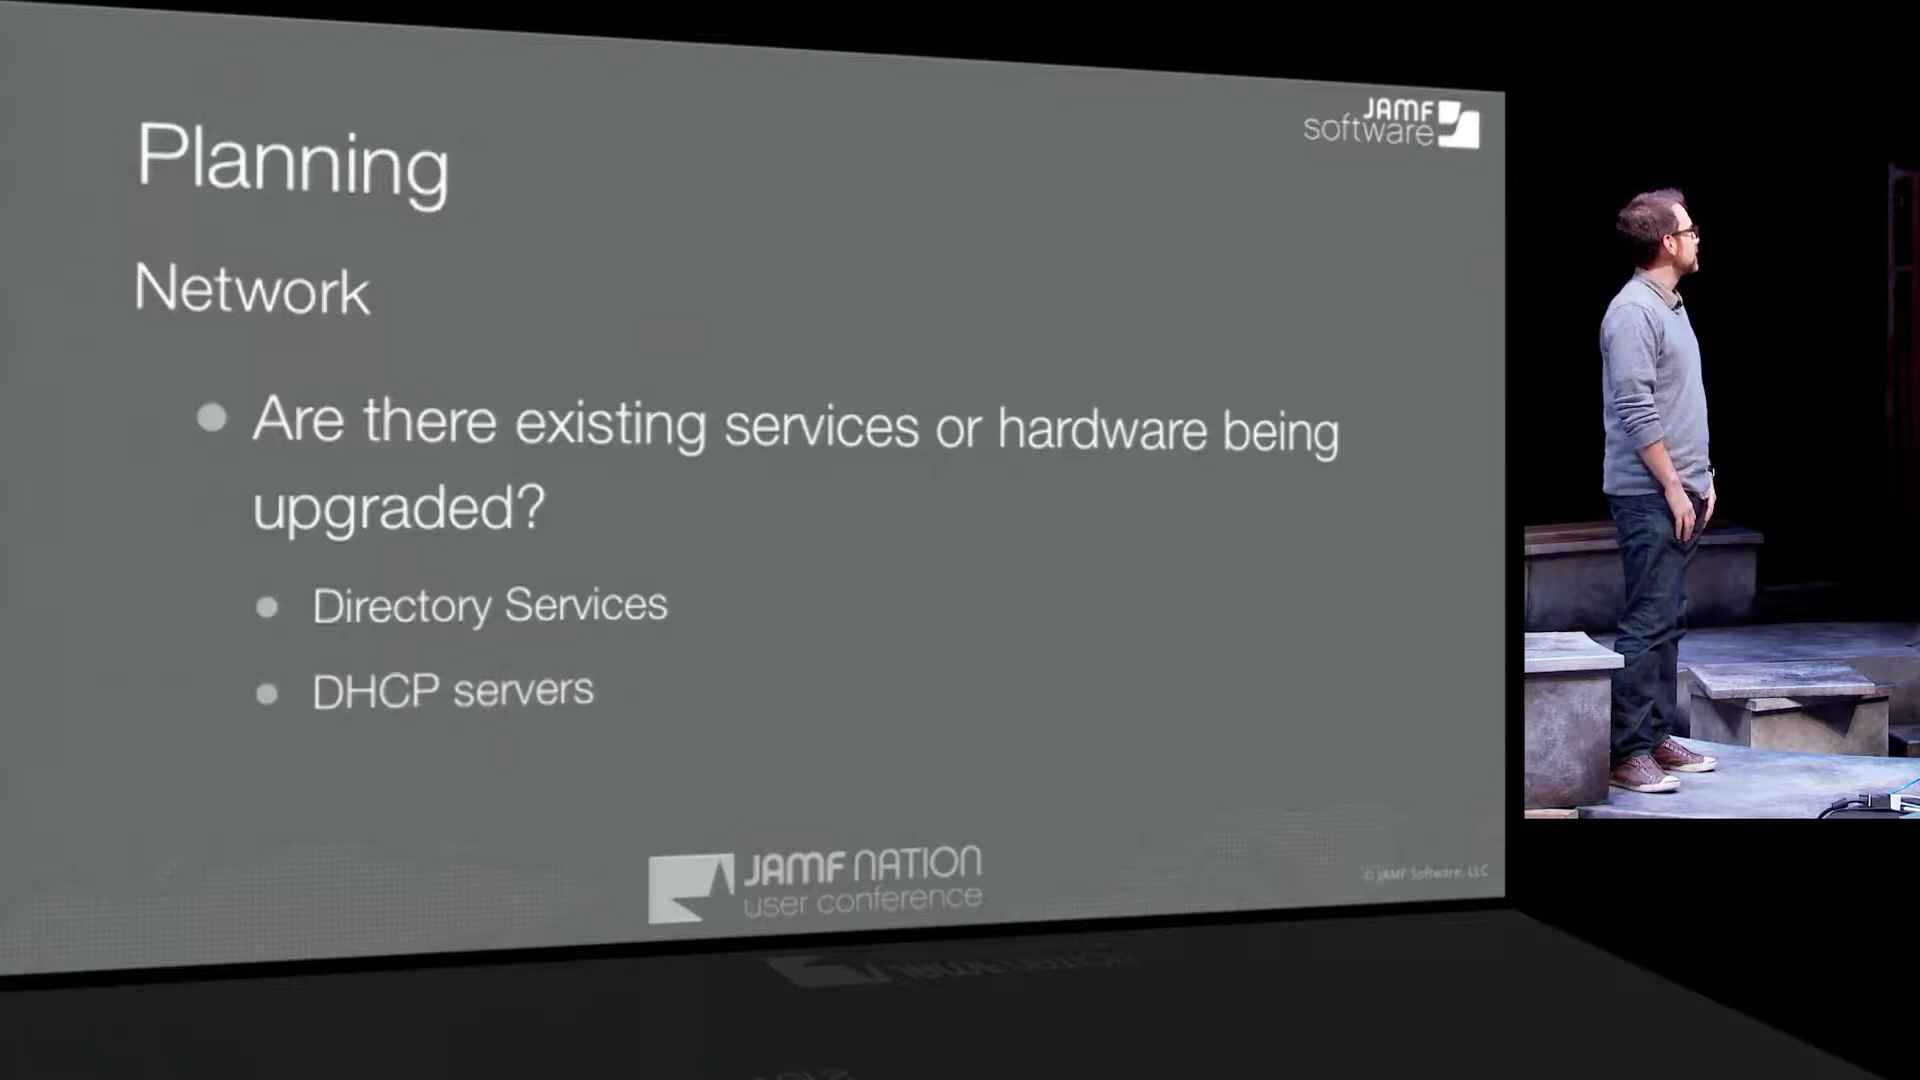 JAMF
software
Planning
Network
Are there existing services or hardware being
upgraded?
Directory Services
DHCP servers
JAMF NATION
user conference
© JAMF Software, LLC